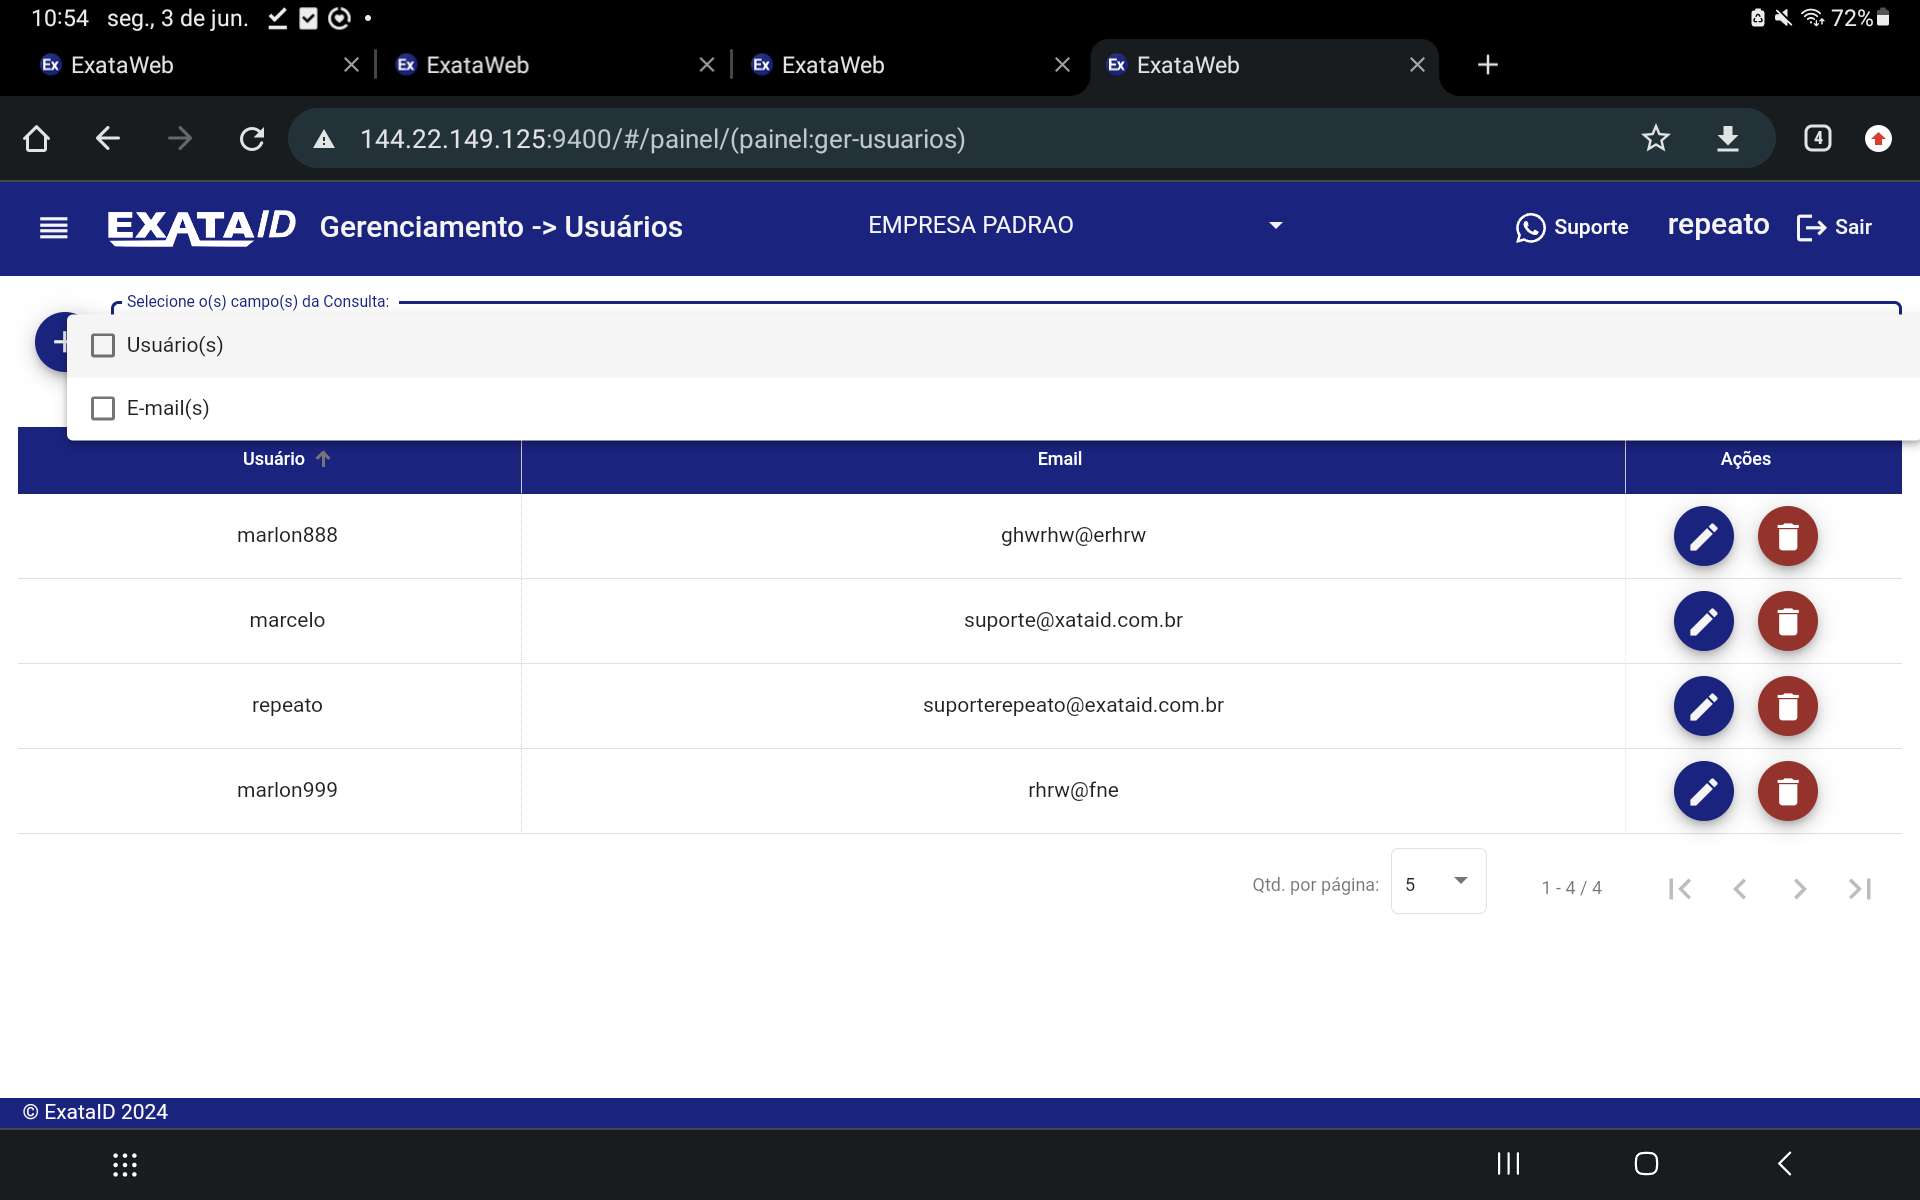 10:54 seg., 3 de jun. 72%
Ex ExataWeb Ex ExataWeb Ex ExataWeb Ex ExataWeb
144.22.149.125:9400/#/painel/(painel:ger-usuarios) 4
EXATAID Gerenciamento -> Usuários EMPRESA PADRAO Suporte repeato Sair
Selecione o(s) campo(s) da Consulta:
Usuário(s)
E-mail(s)
Usuário Email Ações
marlon888 ghwrhw@erhrw
marcelo suporte@xataid.com.br
repeato suporterepeato@exataid.com.br
marlon999 rhrw@fne
Qtd. por página: 5 1 - 4 / 4
© ExataID 2024